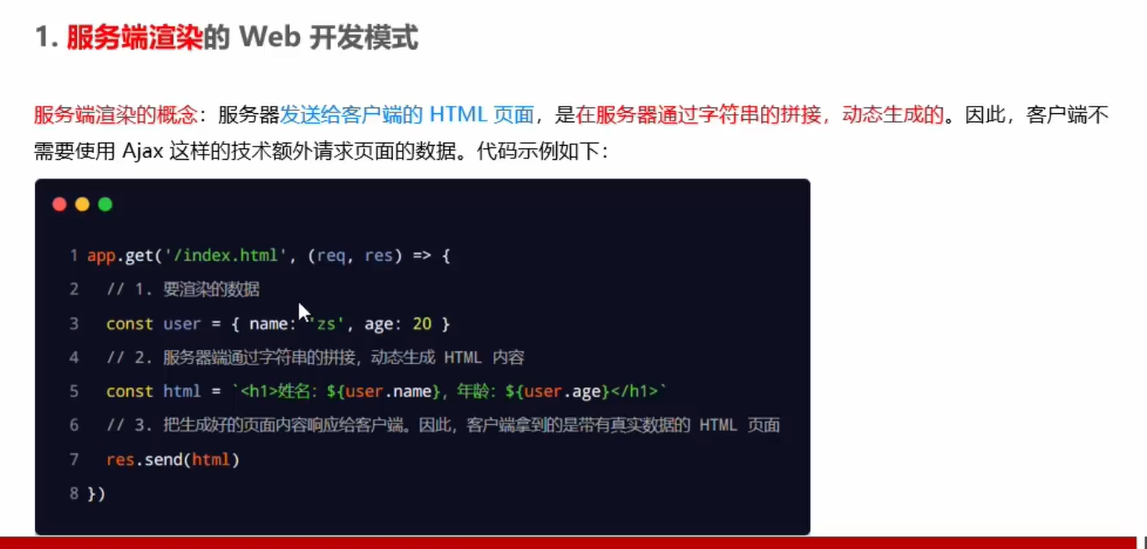 1. 服务端渲染的 Web 开发模式
服务端渲染的概念：服务器发送给客户端的 HTML 页面，是在服务器通过字符串的拼接，动态生成的。因此，客户端不
需要使用 Ajax 这样的技术额外请求页面的数据。代码示例如下：
1 app.get('/index.html', (req, res) => {
2 // 1. 要渲染的数据
3 const user = { name: 'zs', age: 20 }
4 // 2. 服务器端通过字符串的拼接，动态生成 HTML 内容
5 const html = `<h1>姓名：${user.name}，年龄：${user.age}</h1>`
6 // 3. 把生成好的页面内容响应给客户端。因此，客户端拿到的是带有真实数据的 HTML 页面
7 res.send(html)
8 })